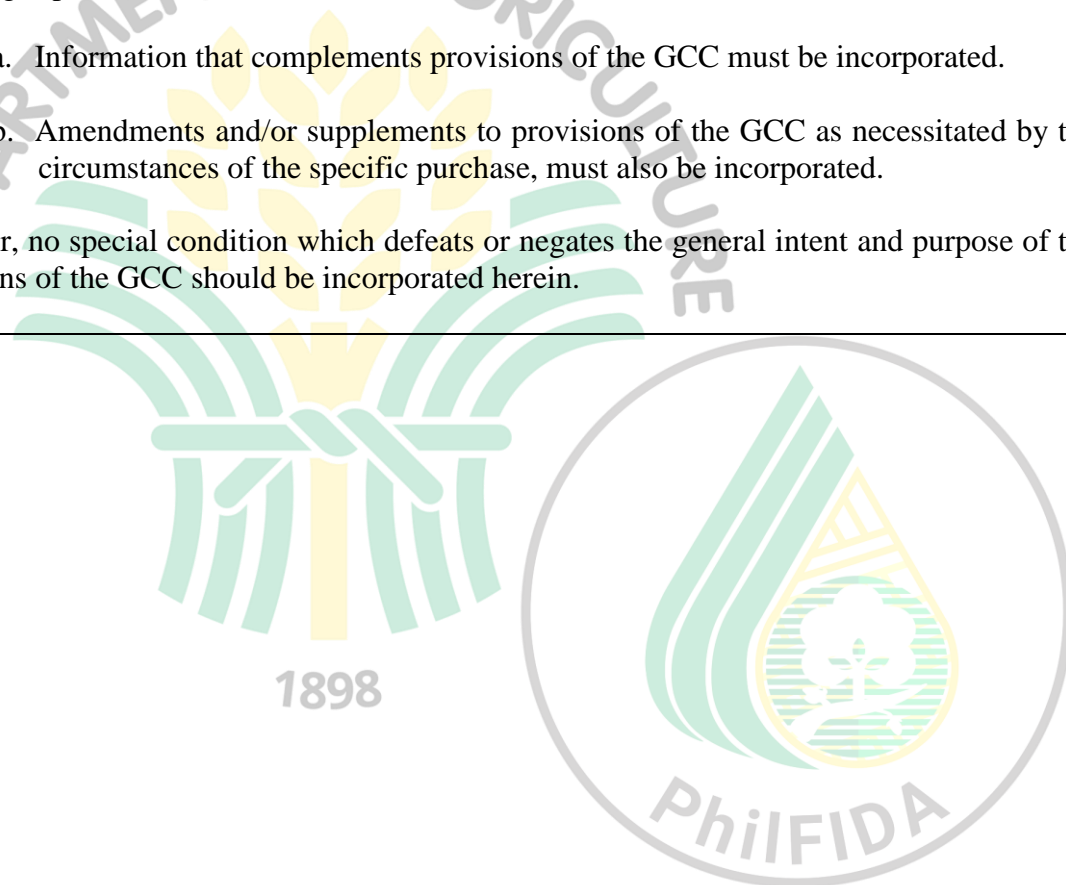 a. Information that complements provisions of the GCC must be incorporated.
b. Amendments and/or supplements to provisions of the GCC as necessitated by t
circumstances of the specific purchase, must also be incorporated.
r, no special condition which defeats or negates the general intent and purpose of t
ns of the GCC should be incorporated herein.
1898
PhilFIDA